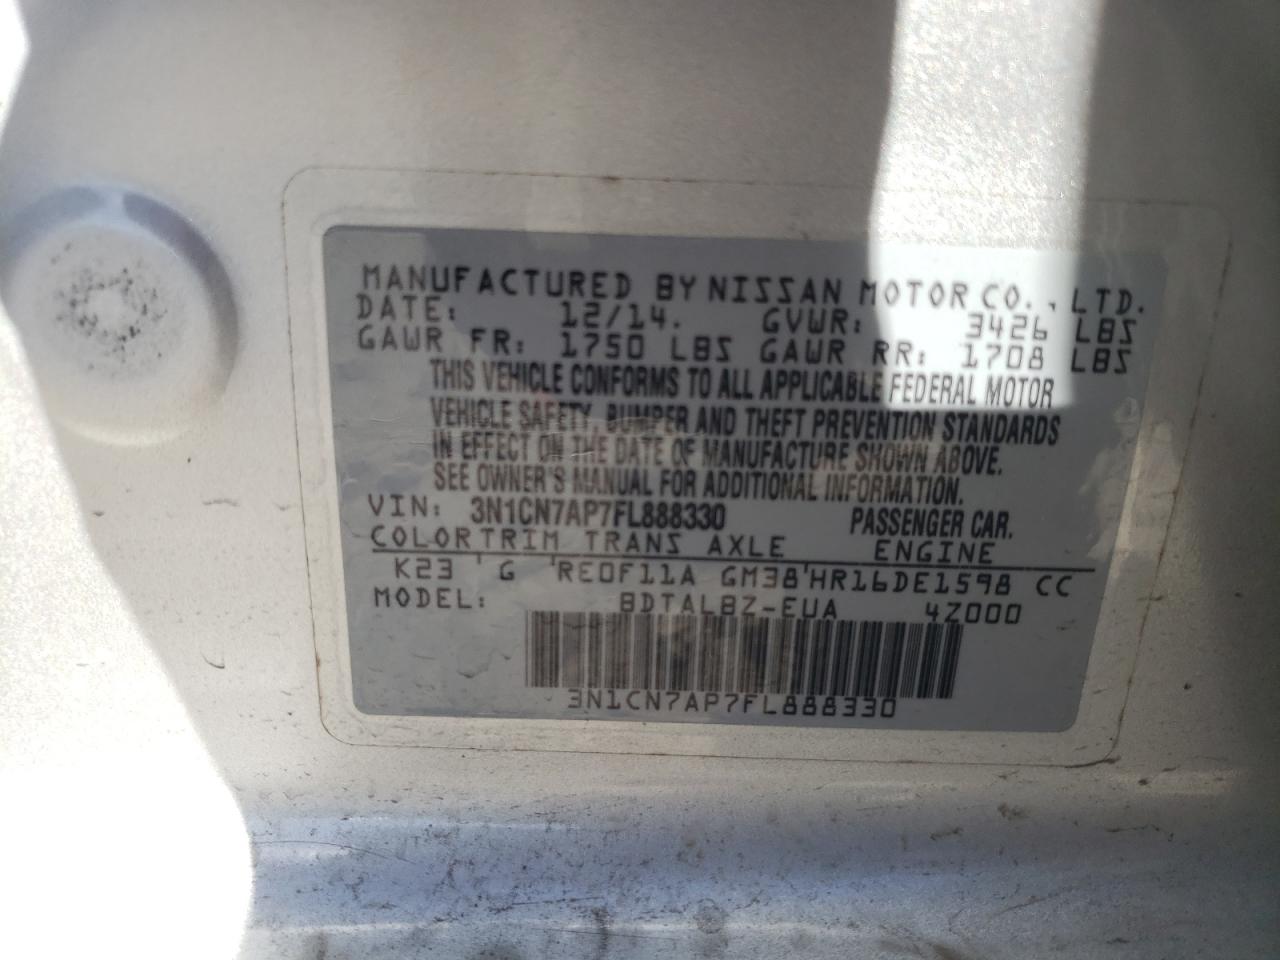 MANUFACTURED BY NISSAN MOTOR CO., LTD.
DATE: 12/14. GVWR: 3426 LBS
GAWR FR: 1750 LBS GAWR RR: 1708 LBS
THIS VEHICLE CONFORMS TO ALL APPLICABLE FEDERAL MOTOR
VEHICLE SAFETY, BUMPER AND THEFT PREVENTION STANDARDS
IN EFFECT ON THE DATE OF MANUFACTURE SHOWN ABOVE.
SEE OWNER'S MANUAL FOR ADDITIONAL INFORMATION.
VIN: 3N1CN7AP7FL888330 PASSENGER CAR.
COLOR TRIM TRANS AXLE ENGINE
K23 ' G ' RE0F11A GM38 ' HR16DE1598 CC
MODEL: BDTALBZ-EUA 4Z000
3N1CN7AP7FL888330